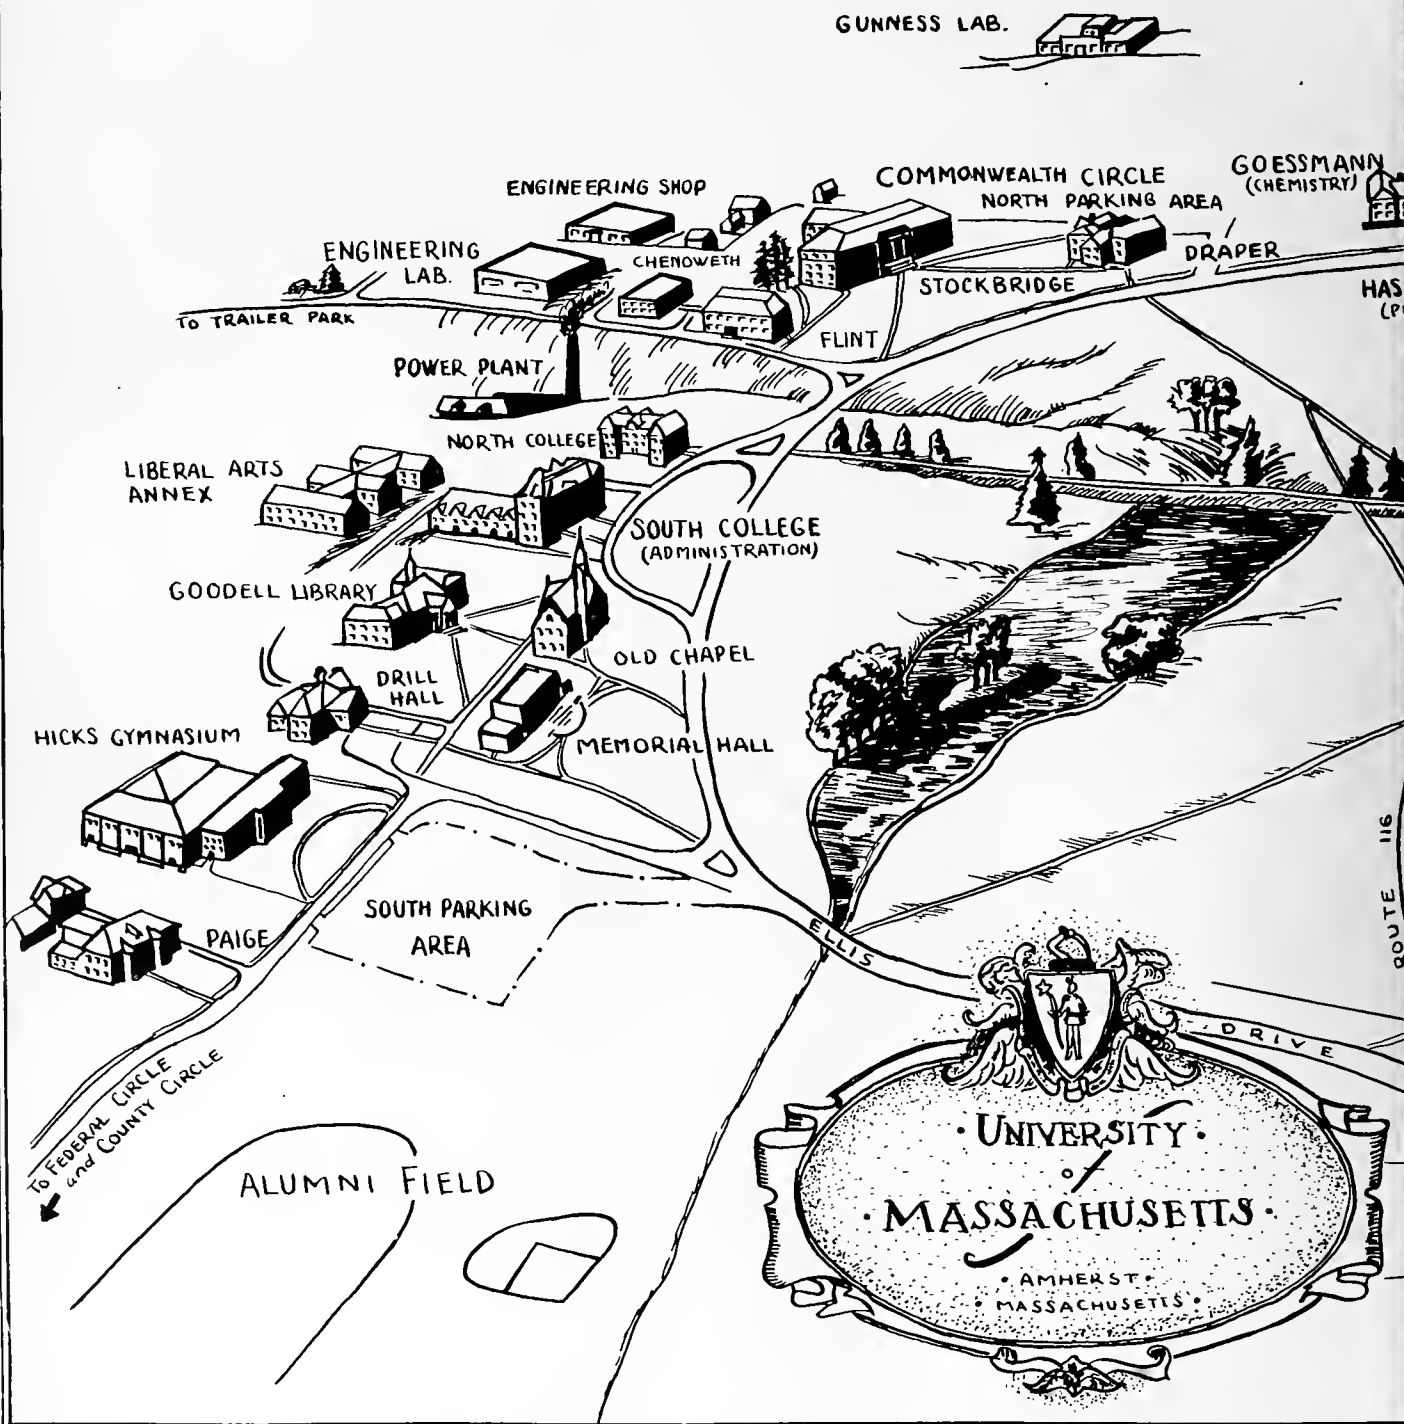 GUNNESS LAB.
ENGINEERING SHOP
COMMONWEALTH CIRCLE
NORTH PARKING AREA
GOESSMANN
(CHEMISTRY)
ENGINEERING
LAB.
CHENOWETH
DRAPER
STOCKBRIDGE
HAS
TO TRAILER PARK
FLINT
POWER PLANT
NORTH COLLEGE
LIBERAL ARTS
ANNEX
SOUTH COLLEGE
(ADMINISTRATION)
GOODELL LIBRARY
OLD CHAPEL
DRILL
HALL
HICKS GYMNASIUM
MEMORIAL HALL
ROUTE 116
SOUTH PARKING
AREA
PAIGE
ELLIS
DRIVE
TO FEDERAL CIRCLE
and COUNTY CIRCLE
ALUMNI FIELD
· UNIVERSITY ·
of
· MASSACHUSETTS ·
· AMHERST ·
· MASSACHUSETTS ·